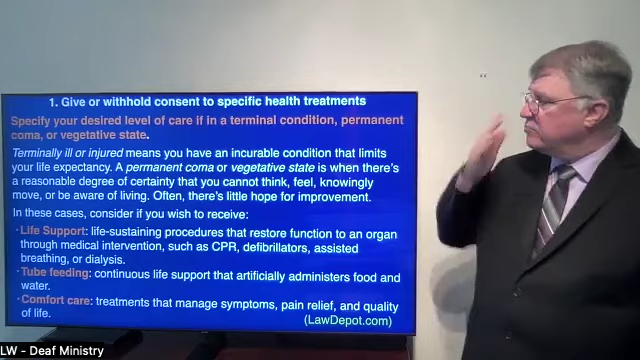 1. Give or withhold consent to specific health treatments
Specify your desired level of care if in a terminal condition, permanent
coma, or vegetative state.
Terminally ill or injured means you have an incurable condition that limits
your life expectancy. A permanent coma or vegetative state is when there's
a reasonable degree of certainty that you cannot think, feel, knowingly
move, or be aware of living. Often, there's little hope for improvement.
In these cases, consider if you wish to receive:
· Life Support: life-sustaining procedures that restore function to an organ
through medical intervention, such as CPR, defibrillators, assisted
breathing, or dialysis.
· Tube feeding: continuous life support that artificially administers food and
water.
· Comfort care: treatments that manage symptoms, pain relief, and quality
of life.
(LawDepot.com)
LW - Deaf Ministry